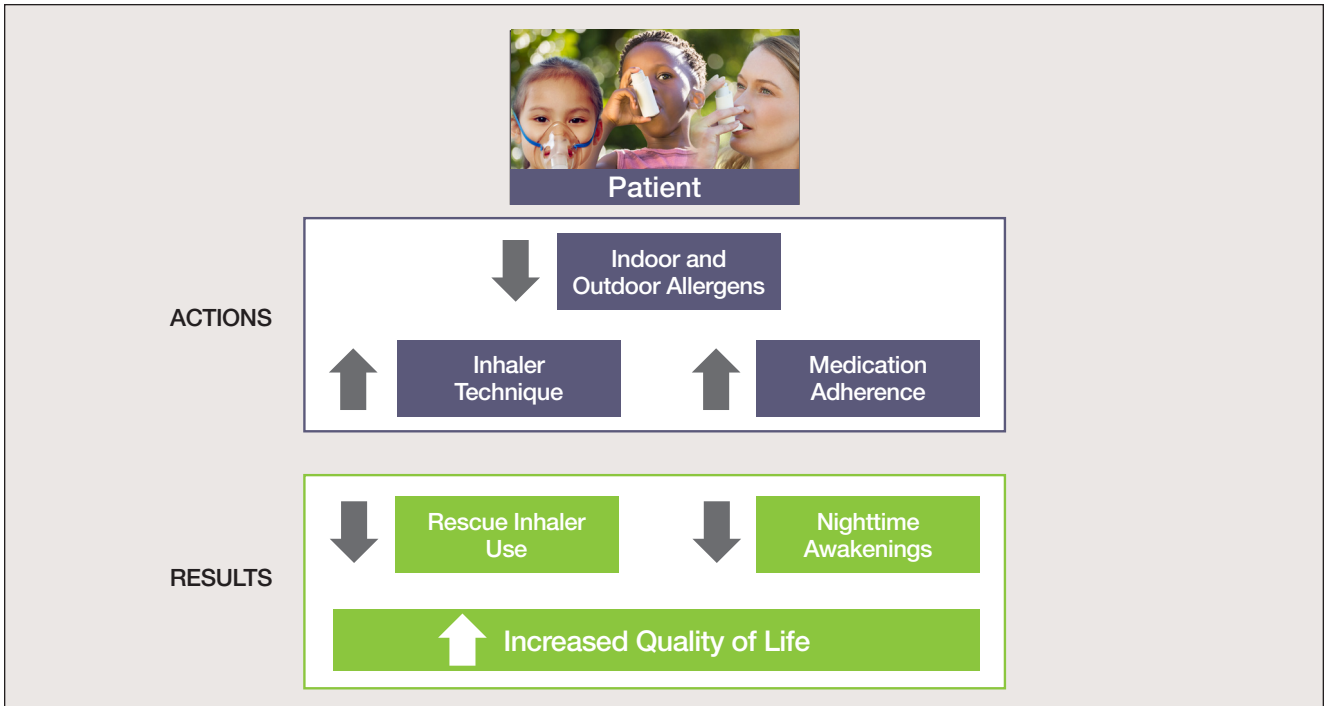 Patient
Indoor and
Outdoor Allergens
ACTIONS
Inhaler
Technique
Medication
Adherence
Rescue Inhaler
Use
Nighttime
Awakenings
RESULTS
Increased Quality of Life